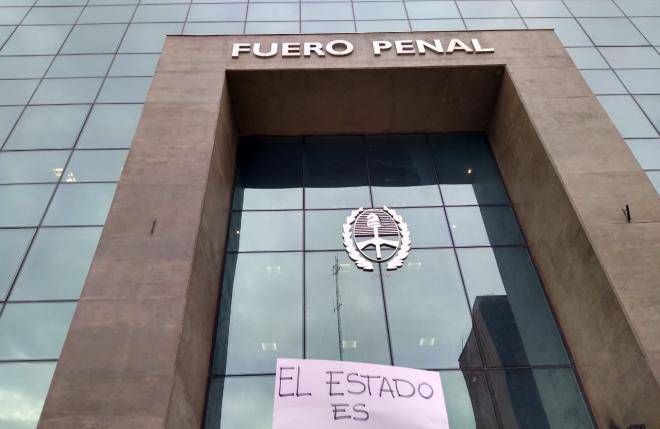 FUERO PENAL
EL ESTADO
ES